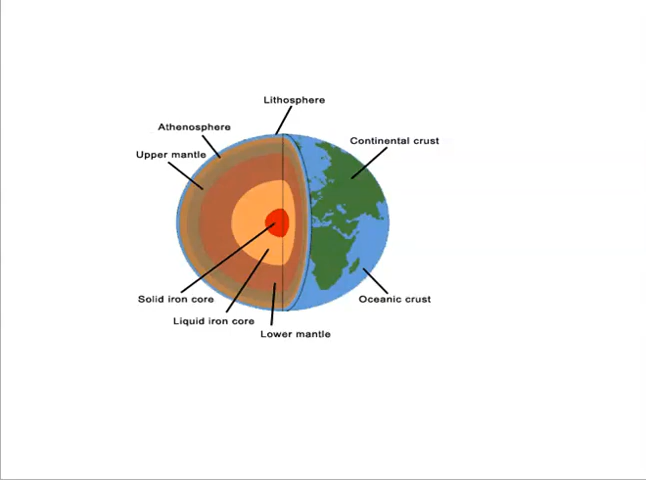 Lithosphere
Athenosphere
Continental crust
Upper mantle
Solid iron core
Oceanic crust
Liquid iron core
Lower mantle